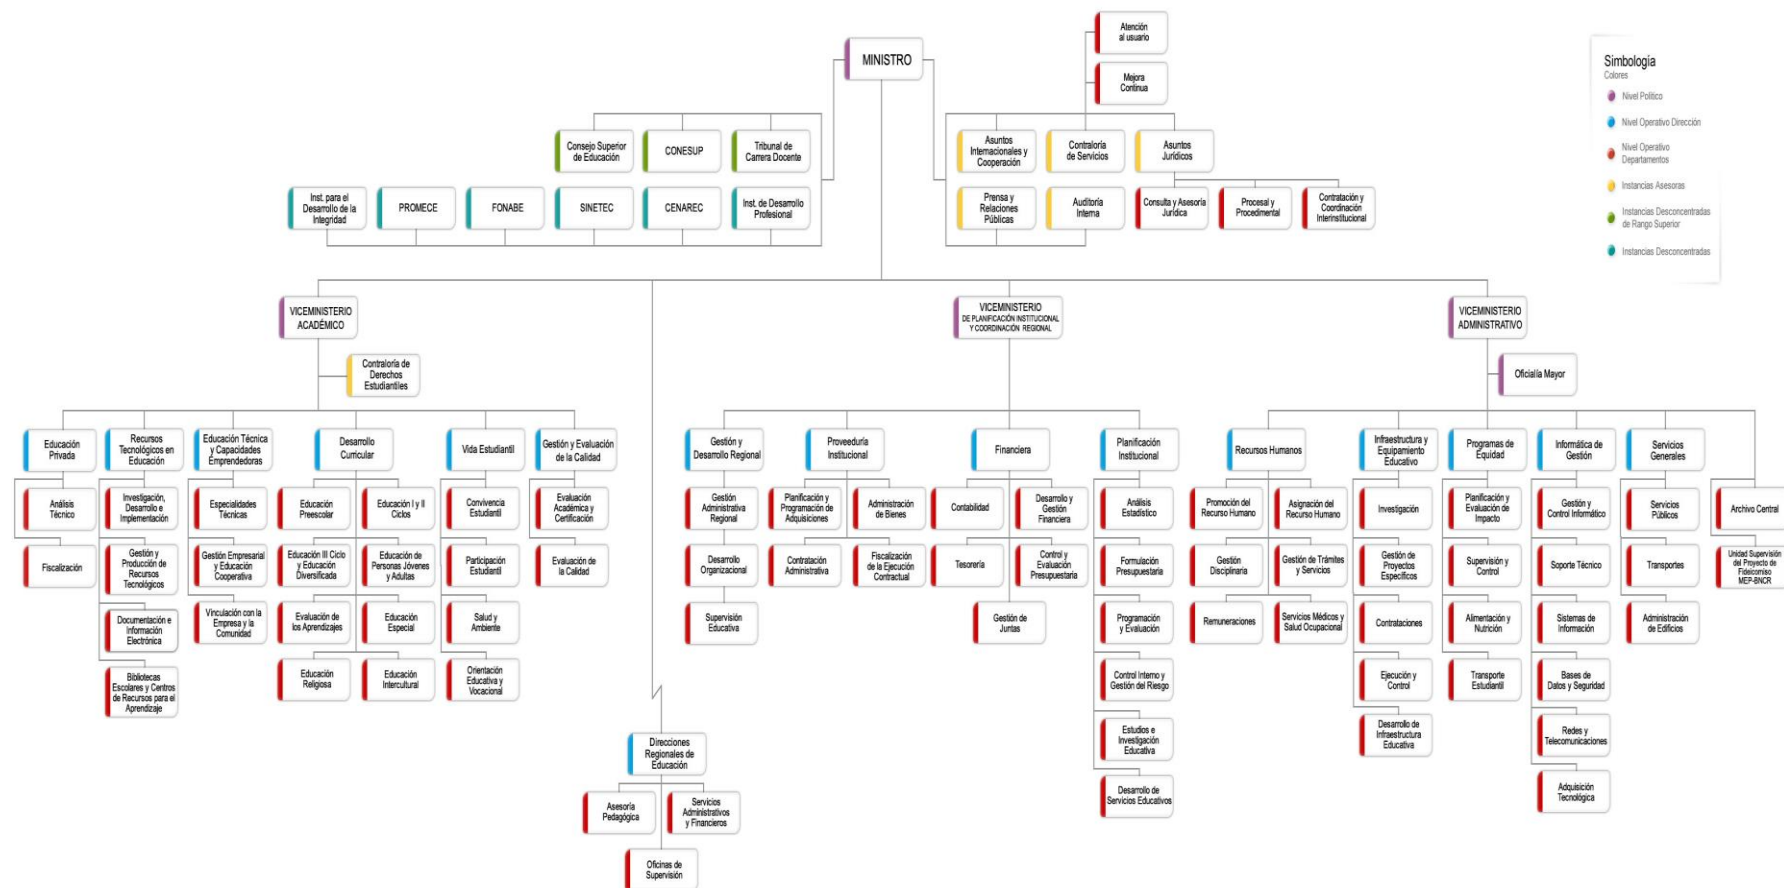 Atención
al usuario
MINISTRO
Mejora
Continua
Simbología
Colores
Nivel Político
Nivel Operativo Dirección
Nivel Operativo
Departamentos
Instancias Asesoras
Instancias Desconcentradas
de Rango Superior
Instancias Desconcentradas
Consejo Superior
de Educación
CONESUP
Tribunal de
Carrera Docente
Asuntos
Internacionales y
Cooperación
Contraloría
de Servicios
Asuntos
Jurídicos
Inst. para el
Desarrollo de la
Integridad
PROMECE
FONABE
SINETEC
CENAREC
Inst. de Desarrollo
Profesional
Prensa y
Relaciones
Públicas
Auditoría
Interna
Consulta y Asesoría
Jurídica
Procesal y
Procedimental
Contratación y
Coordinación
Interinstitucional
VICEMINISTERIO
ACADÉMICO
VICEMINISTERIO
DE PLANIFICACIÓN INSTITUCIONAL
Y COORDINACIÓN REGIONAL
VICEMINISTERIO
ADMINISTRATIVO
Contraloría de
Derechos
Estudiantiles
Oficialía Mayor
Educación
Privada
Recursos
Tecnológicos en
Educación
Educación Técnica
y Capacidades
Emprendedoras
Desarrollo
Curricular
Vida Estudiantil
Gestión y Evaluación
de la Calidad
Gestión y
Desarrollo Regional
Proveeduría
Institucional
Financiera
Planificación
Institucional
Recursos Humanos
Infraestructura y
Equipamiento
Educativo
Programas de
Equidad
Informática de
Gestión
Servicios
Generales
Análisis
Técnico
Investigación,
Desarrollo e
Implementación
Especialidades
Técnicas
Educación
Preescolar
Educación I y II
Ciclos
Convivencia
Estudiantil
Evaluación
Académica y
Certificación
Gestión
Administrativa
Regional
Planificación y
Programación de
Adquisiciones
Administración
de Bienes
Contabilidad
Desarrollo y
Gestión
Financiera
Análisis
Estadístico
Promoción del
Recurso Humano
Asignación del
Recurso Humano
Investigación
Planificación y
Evaluación de
Impacto
Gestión y
Control Informático
Servicios
Públicos
Archivo Central
Fiscalización
Gestión y
Producción de
Recursos
Tecnológicos
Gestión Empresarial
y Educación
Cooperativa
Educación III Ciclo
y Educación
Diversificada
Educación de
Personas Jóvenes
y Adultas
Participación
Estudiantil
Evaluación de
la Calidad
Desarrollo
Organizacional
Contratación
Administrativa
Fiscalización
de la Ejecución
Contractual
Tesorería
Control y
Evaluación
Presupuestaria
Formulación
Presupuestaria
Gestión
Disciplinaria
Gestión de Trámites
y Servicios
Gestión de
Proyectos
Específicos
Supervisión y
Control
Soporte Técnico
Transportes
Unidad Supervisión
del Proyecto de
Fideicomiso
MEP-BNCR
Documentación e
Información
Electrónica
Vinculación con la
Empresa y la
Comunidad
Evaluación de
los Aprendizajes
Educación
Especial
Salud y
Ambiente
Supervisión
Educativa
Gestión de
Juntas
Programación
y Evaluación
Remuneraciones
Servicios Médicos y
Salud Ocupacional
Contrataciones
Alimentación y
Nutrición
Sistemas de
Información
Administración
de Edificios
Bibliotecas
Escolares y Centros
de Recursos para el
Aprendizaje
Educación
Religiosa
Educación
Intercultural
Orientación
Educativa y
Vocacional
Control Interno y
Gestión del Riesgo
Ejecución y
Control
Transporte
Estudiantil
Bases de
Datos y Seguridad
Direcciones
Regionales de
Educación
Estudios e
Investigación
Educativa
Desarrollo de
Infraestructura
Educativa
Redes y
Telecomunicaciones
Asesoría
Pedagógica
Servicios
Administrativos
y Financieros
Desarrollo de
Servicios Educativos
Adquisición
Tecnológica
Oficinas de
Supervisión